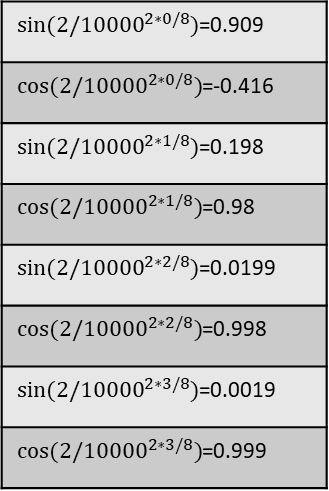 sin(2/10000^{2*0/8})=0.909
cos(2/10000^{2*0/8})=-0.416
sin(2/10000^{2*1/8})=0.198
cos(2/10000^{2*1/8})=0.98
sin(2/10000^{2*2/8})=0.0199
cos(2/10000^{2*2/8})=0.998
sin(2/10000^{2*3/8})=0.0019
cos(2/10000^{2*3/8})=0.999